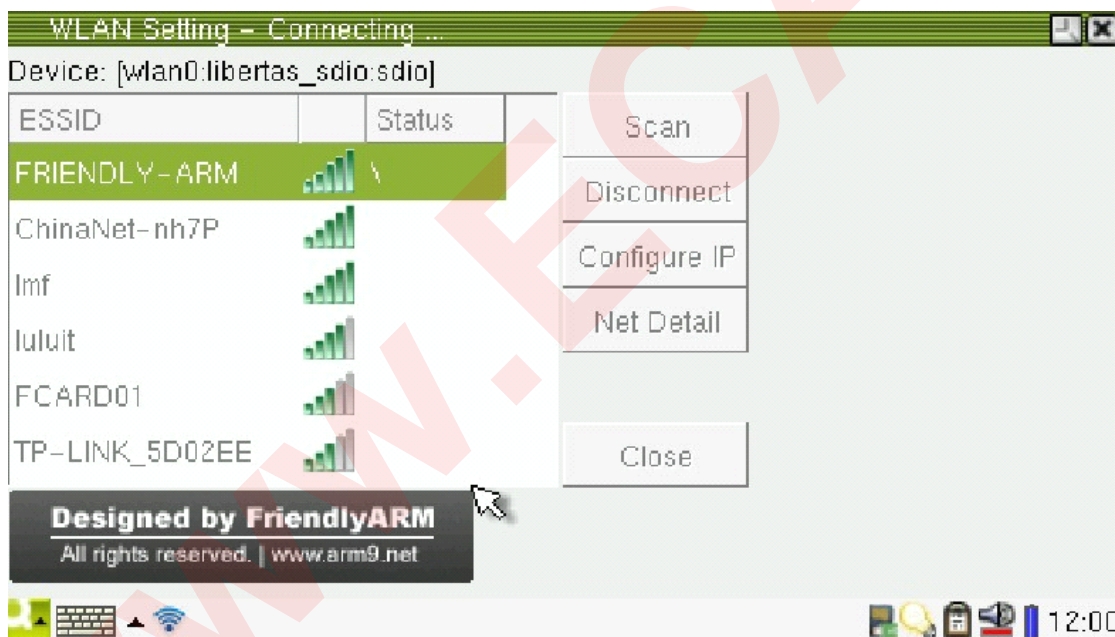 WLAN Setting – Connecting ...
Device: [wlan0:libertas_sdio:sdio]
ESSID Status
FRIENDLY-ARM \
ChinaNet-nh7P
lmf
luluit
FCARD01
TP-LINK_5D02EE
Scan
Disconnect
Configure IP
Net Detail
Close
Designed by FriendlyARM
All rights reserved. | www.arm9.net
12:00